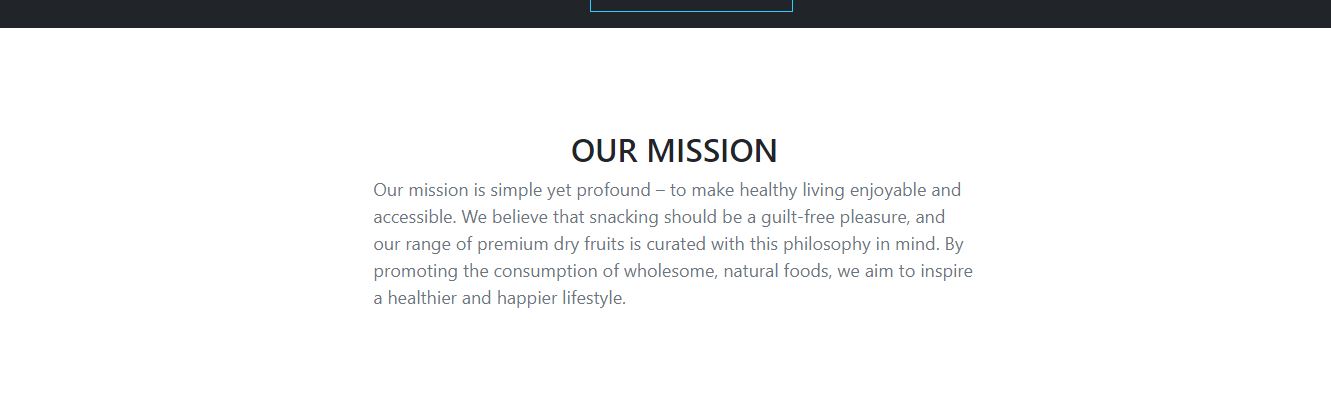 OUR MISSION
Our mission is simple yet profound – to make healthy living enjoyable and
accessible. We believe that snacking should be a guilt-free pleasure, and
our range of premium dry fruits is curated with this philosophy in mind. By
promoting the consumption of wholesome, natural foods, we aim to inspire
a healthier and happier lifestyle.